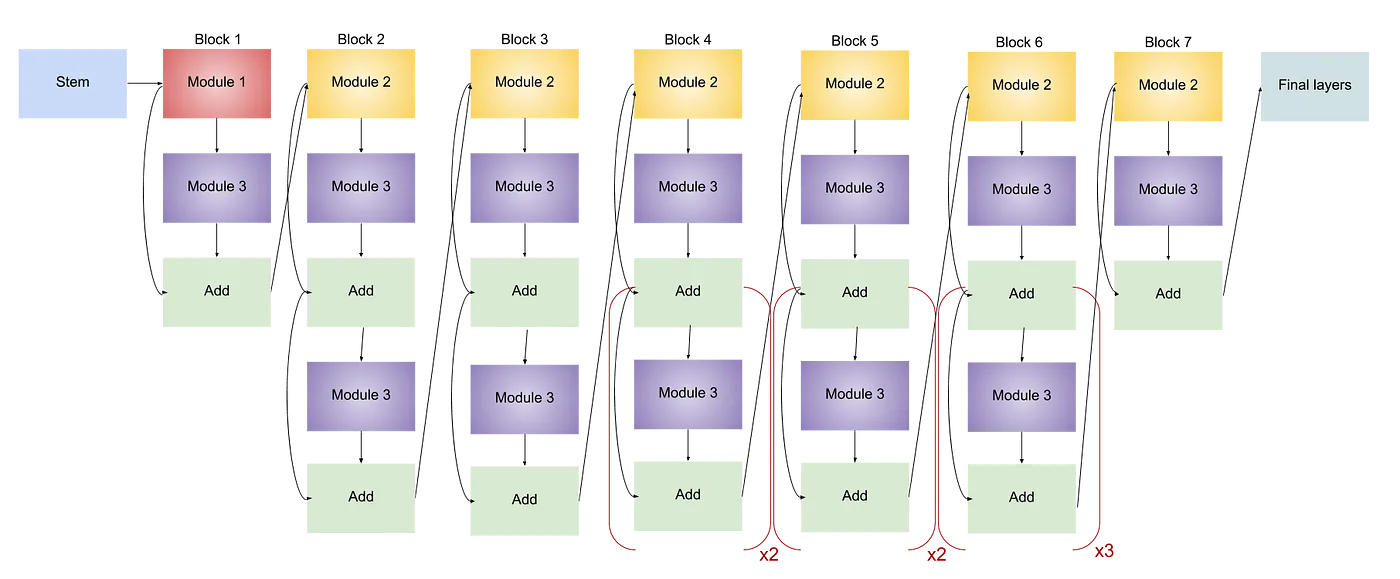 Block 1
Block 2
Block 3
Block 4
Block 5
Block 6
Block 7
Stem
Module 1
Module 2
Module 2
Module 2
Module 2
Module 2
Module 2
Final layers
Module 3
Module 3
Module 3
Module 3
Module 3
Module 3
Module 3
Add
Add
Add
Add
Add
Add
Add
Module 3
Module 3
Module 3
Module 3
Module 3
Add
Add
Add
Add
Add
x2
x2
x3